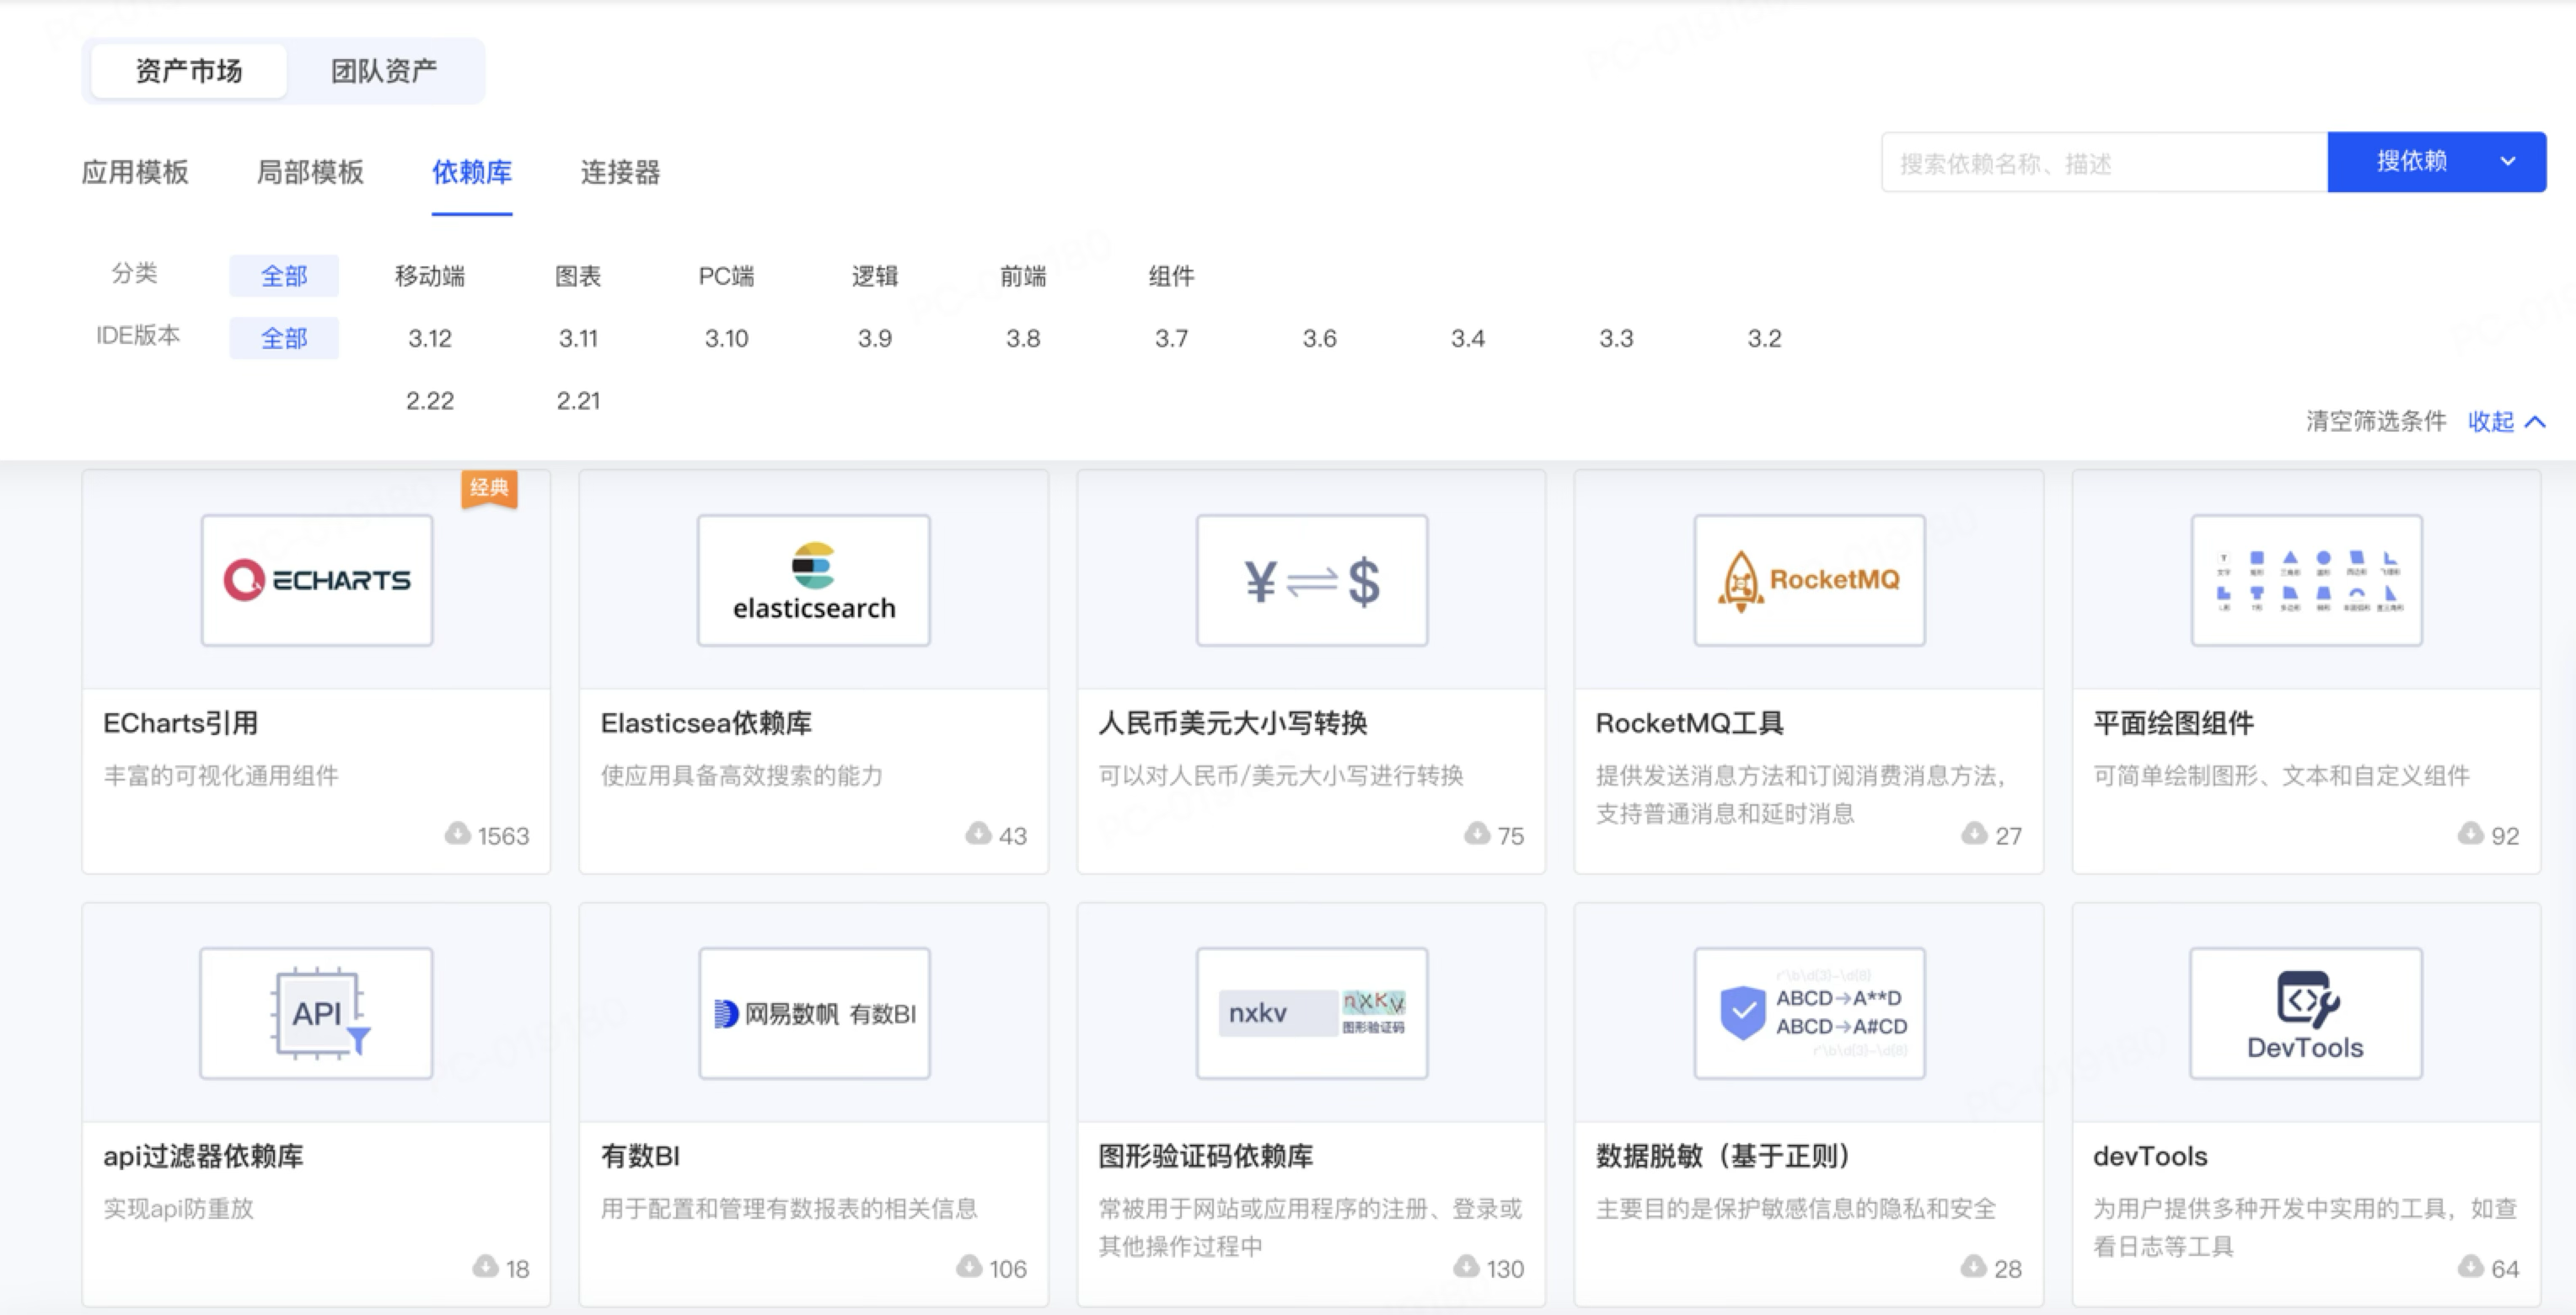 资产市场 团队资产
应用模板 局部模板 依赖库 连接器
搜索依赖名称、描述 搜依赖
分类 全部 移动端 图表 PC端 逻辑 前端 组件
IDE版本 全部 3.12 3.11 3.10 3.9 3.8 3.7 3.6 3.4 3.3 3.2
2.22 2.21
清空筛选条件 收起
经典
ECHARTS
elasticsearch
¥ $
RocketMQ
ECharts引用
丰富的可视化通用组件
1563
Elasticsea依赖库
使应用具备高效搜索的能力
43
人民币美元大小写转换
可以对人民币/美元大小写进行转换
75
RocketMQ工具
提供发送消息方法和订阅消费消息方法，
支持普通消息和延时消息
27
平面绘图组件
可简单绘制图形、文本和自定义组件
92
API
网易数帆 有数BI
nxkv
nXKv
图形验证码
r'\b\d{3}-\d{8}
ABCD→A**D
ABCD→A#CD
r'\b\d{3}-\d{8}
DevTools
api过滤器依赖库
实现api防重放
18
有数BI
用于配置和管理有数报表的相关信息
106
图形验证码依赖库
常被用于网站或应用程序的注册、登录或
其他操作过程中
130
数据脱敏（基于正则）
主要目的是保护敏感信息的隐私和安全
28
devTools
为用户提供多种开发中实用的工具，如查
看日志等工具
64
PC-019180